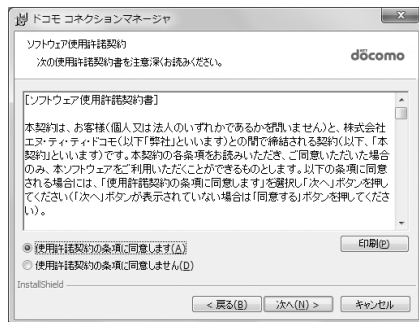 ドコモ コネクションマネージャ
ソフトウェア使用許諾契約
次の使用許諾契約書を注意深くお読みください。
döcomo
[ソフトウェア使用許諾契約書]
本契約は、お客様(個人又は法人のいずれかであるかを問いません)と、株式会社
エヌ・ティ・ティ・ドコモ(以下「弊社」といいます)との間で締結される契約(以下、「本
契約」といいます)です。本契約の各条項をお読みいただき、ご同意いただいた場合
のみ、本ソフトウェアをご利用いただくことができるものとします。以下の条項に同意
される場合には、「使用許諾契約の条項に同意します」を選択し「次へ」ボタンを押し
てください(「次へ」ボタンが表示されていない場合は「同意する」ボタンを押してくださ
い)。
使用許諾契約の条項に同意します(A)
印刷(P)
使用許諾契約の条項に同意しません(D)
InstallShield
< 戻る(B)
次へ(N) >
キャンセル